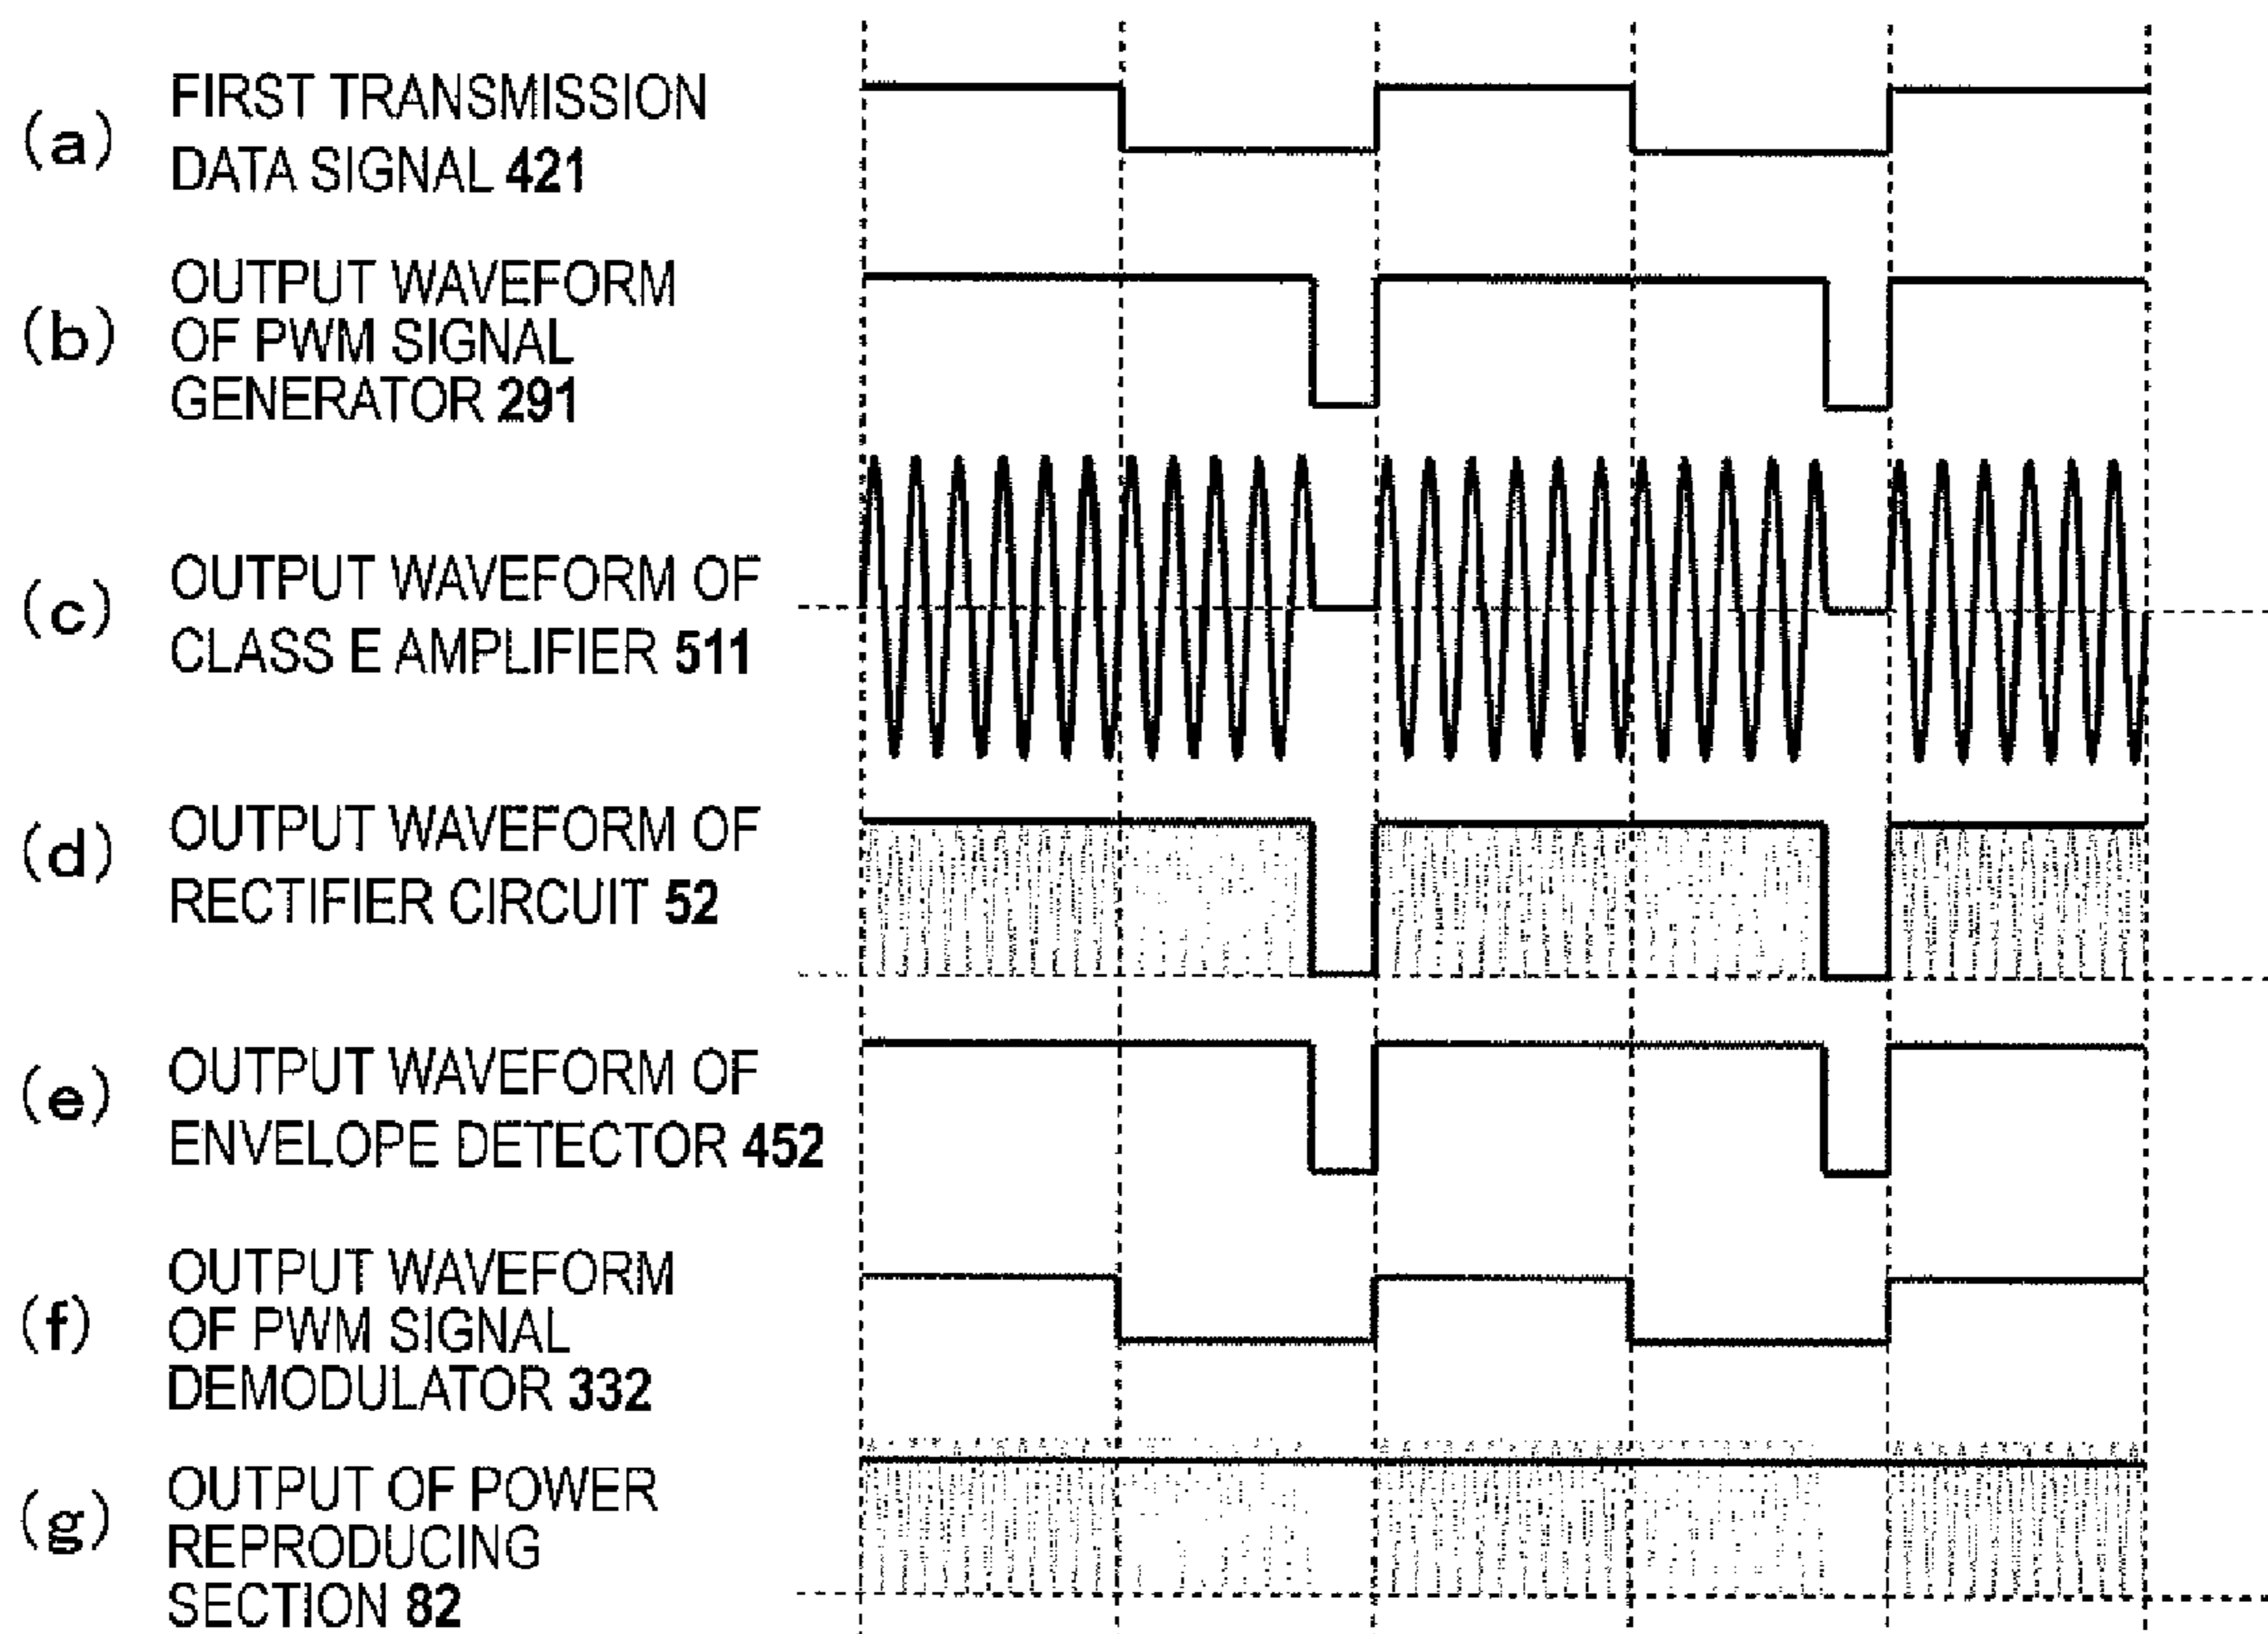 (a) FIRST TRANSMISSION
DATA SIGNAL 421
(b) OUTPUT WAVEFORM
OF PWM SIGNAL
GENERATOR 291
(c) OUTPUT WAVEFORM OF
CLASS E AMPLIFIER 511
(d) OUTPUT WAVEFORM OF
RECTIFIER CIRCUIT 52
(e) OUTPUT WAVEFORM OF
ENVELOPE DETECTOR 452
(f) OUTPUT WAVEFORM
OF PWM SIGNAL
DEMODULATOR 332
(g) OUTPUT OF POWER
REPRODUCING
SECTION 82